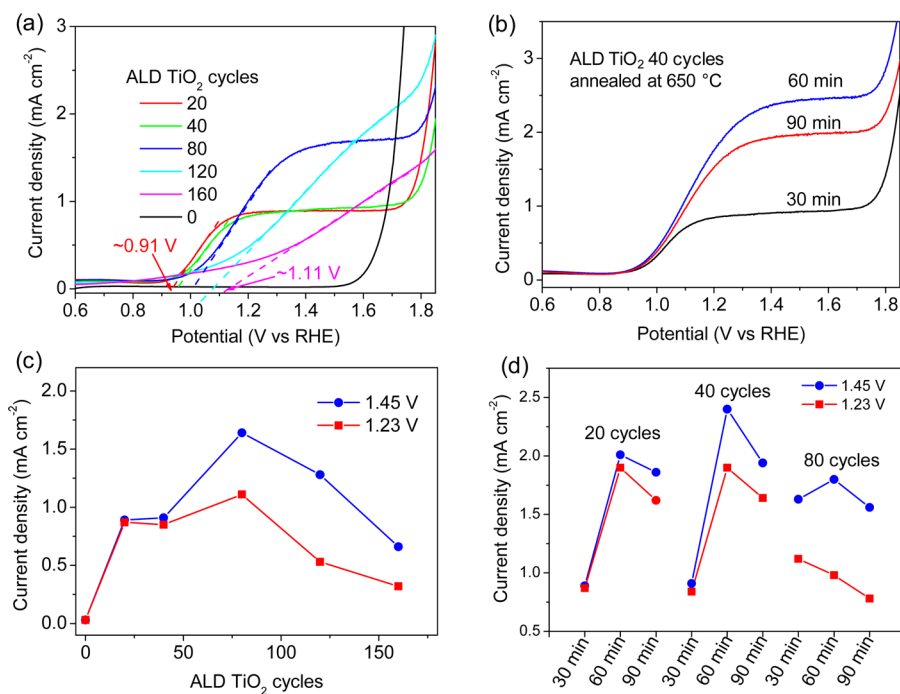 (a)
3
2
1
0
Current density (mA cm⁻²)
ALD TiO₂ cycles
20
40
80
120
160
0
~0.91 V
~1.11 V
0.6 0.8 1.0 1.2 1.4 1.6 1.8
Potential (V vs RHE)
(b)
3
2
1
0
Current density (mA cm⁻²)
ALD TiO₂ 40 cycles
annealed at 650 °C
60 min
90 min
30 min
0.6 0.8 1.0 1.2 1.4 1.6 1.8
Potential (V vs RHE)
(c)
2.0
1.5
1.0
0.5
0.0
Current density (mA cm⁻²)
1.45 V
1.23 V
0 50 100 150
ALD TiO₂ cycles
(d)
2.5
2.0
1.5
1.0
0.5
Current density (mA cm⁻²)
1.45 V
1.23 V
20 cycles
40 cycles
80 cycles
30 min
60 min
90 min
30 min
60 min
90 min
30 min
60 min
90 min